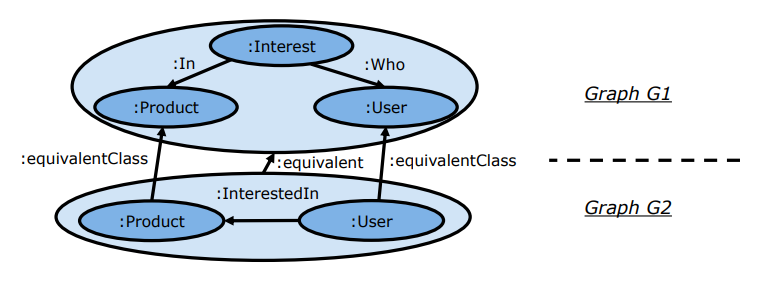 :Interest
:In
:Who
:Product
:User
Graph G1
:equivalentClass
:equivalent
:equivalentClass
:InterestedIn
:Product
:User
Graph G2